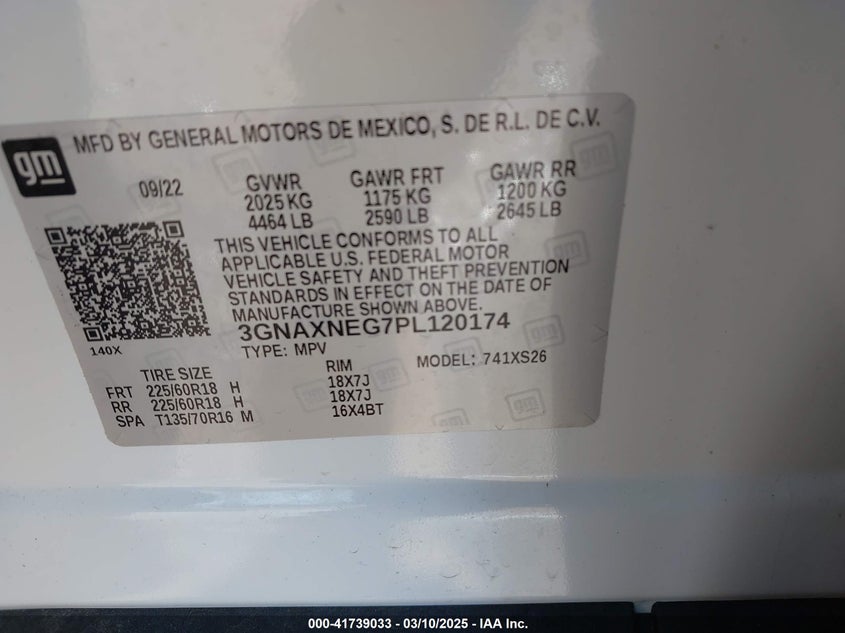 MFD BY GENERAL MOTORS DE MEXICO, S. DE R.L. DE C.V.
gm
09/22 GVWR GAWR FRT GAWR RR
2025 KG 1175 KG 1200 KG
4464 LB 2590 LB 2645 LB
THIS VEHICLE CONFORMS TO ALL
APPLICABLE U.S. FEDERAL MOTOR
VEHICLE SAFETY AND THEFT PREVENTION
STANDARDS IN EFFECT ON THE DATE OF
MANUFACTURE SHOWN ABOVE.
3GNAXNEG7PL120174
140X TYPE: MPV MODEL: 741XS26
TIRE SIZE RIM
FRT 225/60R18 H 18X7J
RR 225/60R18 H 18X7J
SPA T135/70R16 M 16X4BT
000-41739033 - 03/10/2025 - IAA Inc.